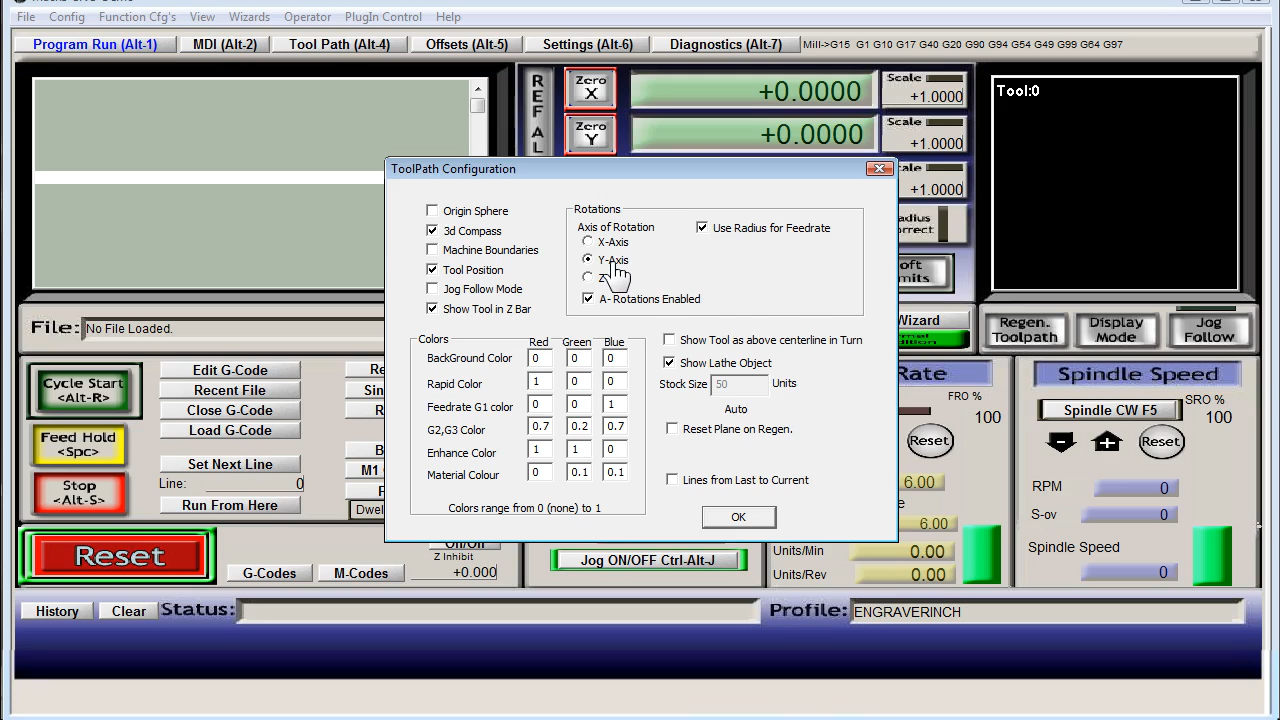 File Config Function Cfg's View Wizards Operator PlugIn Control Help
Program Run (Alt-1) MDI (Alt-2) Tool Path (Alt-4) Offsets (Alt-5) Settings (Alt-6) Diagnostics (Alt-7) Mill->G15 G1 G10 G17 G40 G20 G90 G94 G54 G49 G99 G64 G97
REF AL
Zero X +0.0000 Scale +1.0000
Zero Y +0.0000 Scale +1.0000
+1.0000
Tool:0
ToolPath Configuration
Origin Sphere
3d Compass
Machine Boundaries
Tool Position
Jog Follow Mode
Show Tool in Z Bar
Rotations
Axis of Rotation
X-Axis
Y-Axis
Z
A- Rotations Enabled
Use Radius for Feedrate
Colors
Red Green Blue
BackGround Color 0 0 0
Rapid Color 1 0 0
Feedrate G1 color 0 0 1
G2,G3 Color 0.7 0.2 0.7
Enhance Color 1 1 0
Material Colour 0 0.1 0.1
Colors range from 0 (none) to 1
Show Tool as above centerline in Turn
Show Lathe Object
Stock Size 50 Units
Auto
Reset Plane on Regen.
Lines from Last to Current
OK
File: No File Loaded.
Wizard
Regen. Toolpath
Display Mode
Jog Follow
Cycle Start <Alt-R>
Feed Hold <Spc>
Stop <Alt-S>
Reset
Edit G-Code
Recent File
Close G-Code
Load G-Code
Set Next Line
Line: 0
Run From Here
Re
Sin
R
B
M1
F
Dwel
On/Off
Z Inhibit
+0.000
G-Codes M-Codes
Jog ON/OFF Ctrl-Alt-J
Rate
FRO %
100
Reset
6.00
6.00
Units/Min 0.00
Units/Rev 0.00
Spindle Speed
Spindle CW F5
SRO %
100
Reset
RPM 0
S-ov 0
Spindle Speed
0
History Clear Status: Profile: ENGRAVERINCH